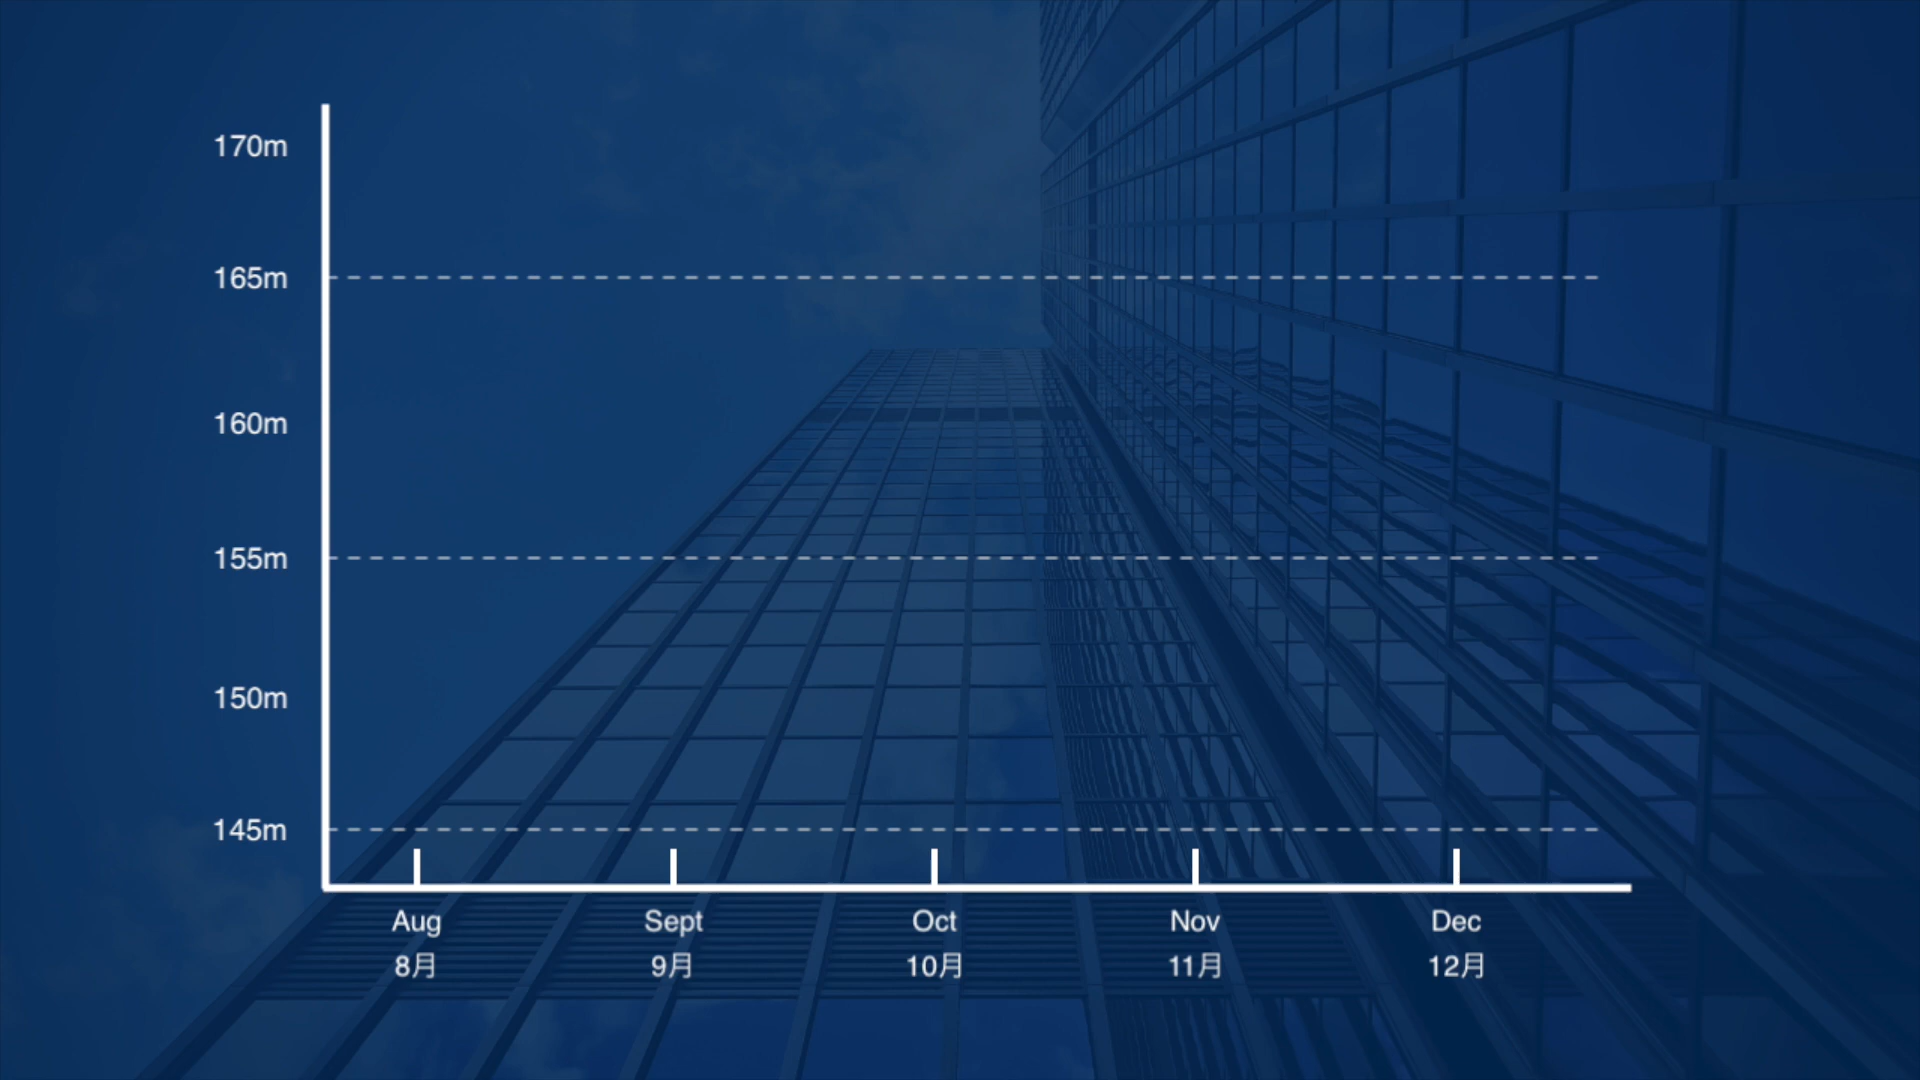 170m
165m
160m
155m
150m
145m
Aug Sept Oct Nov Dec
8月 9月 10月 11月 12月